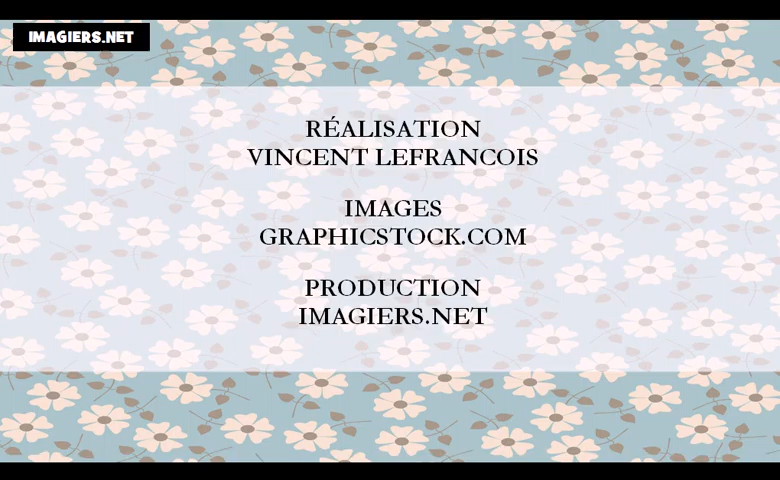 IMAGIERS.NET
RÉALISATION
VINCENT LEFRANCOIS
IMAGES
GRAPHICSTOCK.COM
PRODUCTION
IMAGIERS.NET